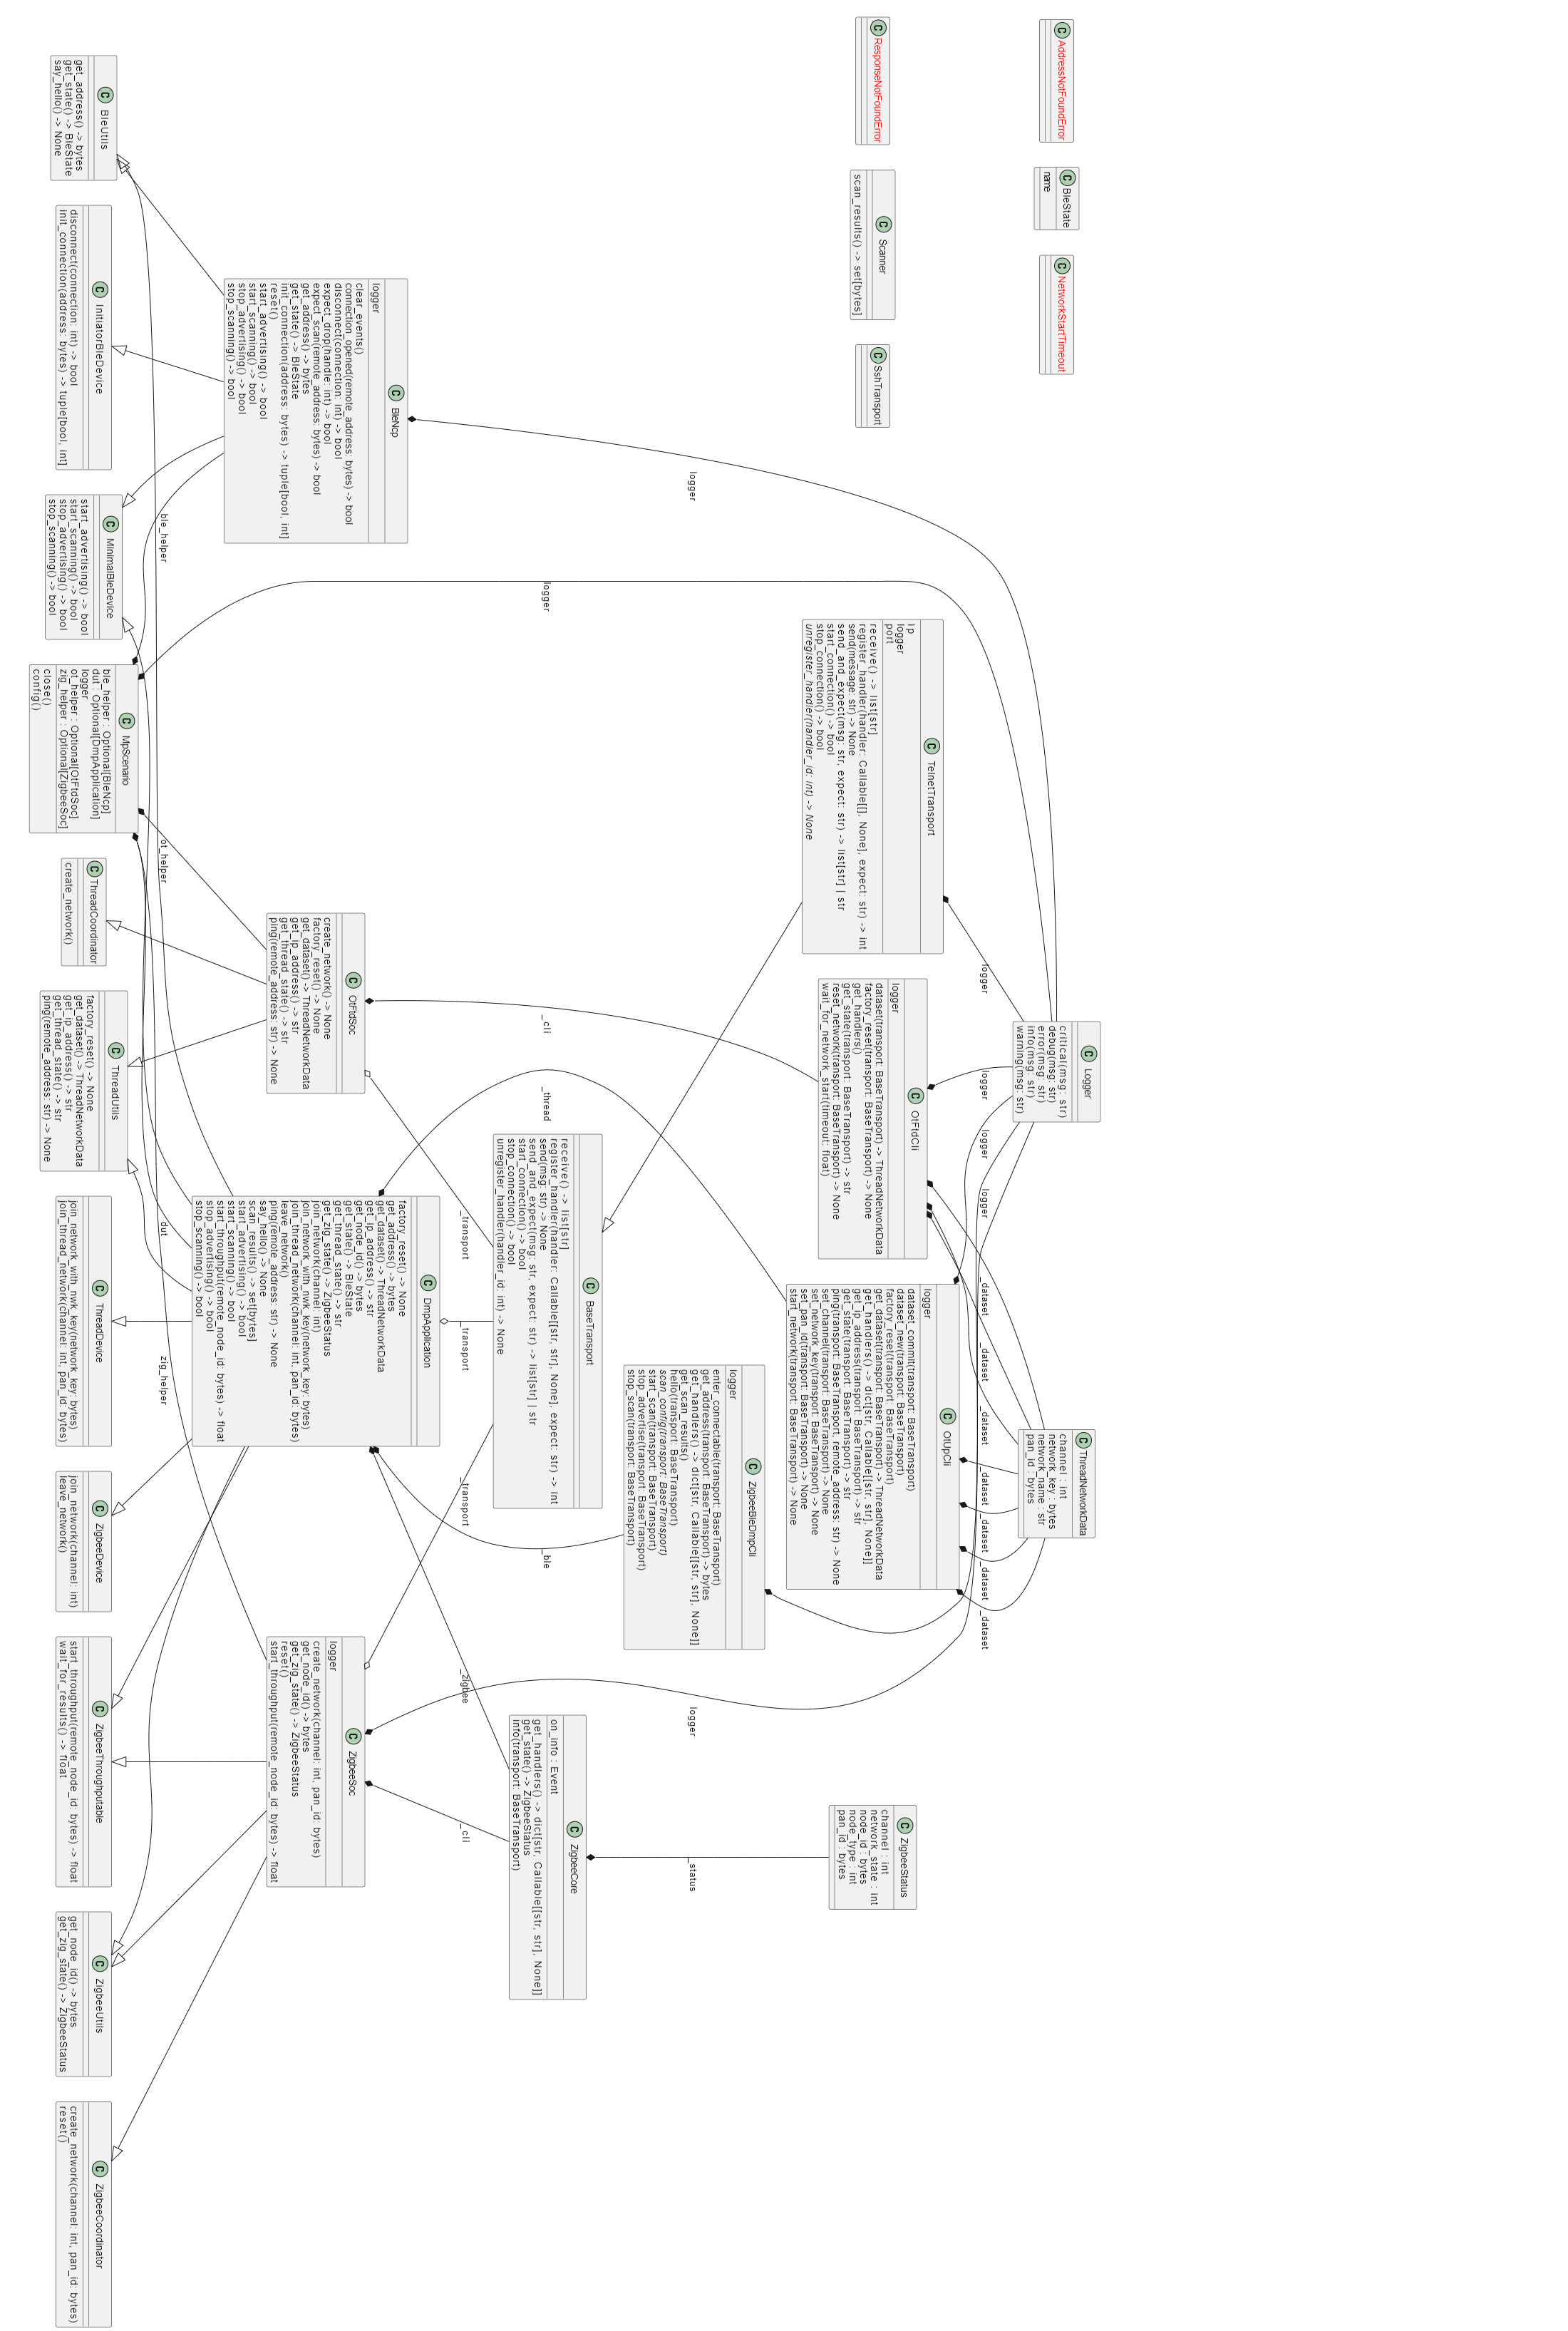 AddressNotFoundError
BleState
name
NetworkStartTimeout
ResponseNotFoundError
Scanner
scan_results() -> set[bytes]
SshTransport
Logger
critical(msg: str)
debug(msg: str)
error(msg: str)
info(msg: str)
warning(msg: str)
ThreadNetworkData
channel : int
network_key : bytes
network_name : str
pan_id : bytes
logger
logger
logger
logger
_dataset
_dataset
_dataset
_dataset
_dataset
_dataset
_dataset
TelnetTransport
ip
logger
port
receive() -> list[str]
register_handler(handler: Callable[[], None], expect: str) -> int
send(message: str) -> None
send_and_expect(msg: str, expect: str) -> list[str] | str
start_connection() -> bool
stop_connection() -> bool
unregister_handler(handler_id: int) -> None
OtFtdCli
logger
dataset(transport: BaseTransport) -> ThreadNetworkData
factory_reset(transport: BaseTransport) -> None
get_handlers()
get_state(transport: BaseTransport) -> str
reset_network(transport: BaseTransport) -> None
wait_for_network_start(timeout: float)
OtUpCli
logger
dataset_commit(transport: BaseTransport)
dataset_new(transport: BaseTransport)
factory_reset(transport: BaseTransport)
get_dataset(transport: BaseTransport) -> ThreadNetworkData
get_handlers() -> dict[str, Callable[[str, str], None]]
get_ip_address(transport: BaseTransport) -> str
get_state(transport: BaseTransport) -> str
ping(transport: BaseTransport, remote_address: str) -> None
set_channel(transport: BaseTransport) -> None
set_network_key(transport: BaseTransport) -> None
set_pan_id(transport: BaseTransport) -> None
start_network(transport: BaseTransport) -> None
ZigbeeStatus
channel : int
network_state : int
node_id : bytes
node_type : int
pan_id : bytes
logger
logger
_status
ZigbeeBleDmpCli
logger
enter_connectable(transport: BaseTransport)
get_address(transport: BaseTransport) -> bytes
get_handlers() -> dict[str, Callable[[str, str], None]]
get_scan_results()
hello(transport: BaseTransport)
scan_config(transport: BaseTransport)
start_scan(transport: BaseTransport)
stop_advertise(transport: BaseTransport)
stop_scan(transport: BaseTransport)
BaseTransport
receive() -> list[str]
register_handler(handler: Callable[[str, str], None], expect: str) -> int
send(msg: str) -> None
send_and_expect(msg: str, expect: str) -> list[str] | str
start_connection() -> bool
stop_connection() -> bool
unregister_handler(handler_id: int) -> None
ZigbeeCore
on_info : Event
get_handlers() -> dict[str, Callable[[str, str], None]]
get_state() -> ZigbeeStatus
info(transport: BaseTransport)
logger
_cli
_thread
_ble
_transport
_transport
_transport
_zigbee
_cli
BleNcp
logger
clear_events()
connection_opened(remote_address: bytes) -> bool
disconnect(connection: int) -> bool
expect_drop(handle: int) -> bool
expect_scan(remote_address: bytes) -> bool
get_address() -> bytes
get_state() -> BleState
init_connection(address: bytes) -> tuple[bool, int]
reset()
start_advertising() -> bool
start_scanning() -> bool
stop_advertising() -> bool
stop_scanning() -> bool
OtFtdSoc
create_network() -> None
factory_reset() -> None
get_dataset() -> ThreadNetworkData
get_ip_address() -> str
get_thread_state() -> str
ping(remote_address: str) -> None
DmpApplication
factory_reset() -> None
get_address() -> bytes
get_dataset() -> ThreadNetworkData
get_ip_address() -> str
get_node_id() -> bytes
get_state() -> BleState
get_thread_state() -> str
get_zig_state() -> ZigbeeStatus
join_network(channel: int)
join_network_with_nwk_key(network_key: bytes)
join_thread_network(channel: int, pan_id: bytes)
leave_network()
ping(remote_address: str) -> None
say_hello() -> None
scan_results() -> set[bytes]
start_advertising() -> bool
start_scanning() -> bool
start_throughput(remote_node_id: bytes) -> float
stop_advertising() -> bool
stop_scanning() -> bool
ZigbeeSoc
logger
create_network(channel: int, pan_id: bytes)
get_node_id() -> bytes
get_zig_state() -> ZigbeeStatus
reset()
start_throughput(remote_node_id: bytes) -> float
ble_helper
ot_helper
dut
zig_helper
BleUtils
get_address() -> bytes
get_state() -> BleState
say_hello() -> None
InitiatorBleDevice
disconnect(connection: int) -> bool
init_connection(address: bytes) -> tuple[bool, int]
MinimalBleDevice
start_advertising() -> bool
start_scanning() -> bool
stop_advertising() -> bool
stop_scanning() -> bool
MpScenario
ble_helper : Optional[BleNcp]
dut : Optional[DmpApplication]
logger
ot_helper : Optional[OtFtdSoc]
zig_helper : Optional[ZigbeeSoc]
close()
config()
ThreadCoordinator
create_network()
ThreadUtils
factory_reset() -> None
get_dataset() -> ThreadNetworkData
get_ip_address() -> str
get_thread_state() -> str
ping(remote_address: str) -> None
ThreadDevice
join_network_with_nwk_key(network_key: bytes)
join_thread_network(channel: int, pan_id: bytes)
ZigbeeDevice
join_network(channel: int)
leave_network()
ZigbeeThroughputable
start_throughput(remote_node_id: bytes) -> float
wait_for_results() -> float
ZigbeeUtils
get_node_id() -> bytes
get_zig_state() -> ZigbeeStatus
ZigbeeCoordinator
create_network(channel: int, pan_id: bytes)
reset()